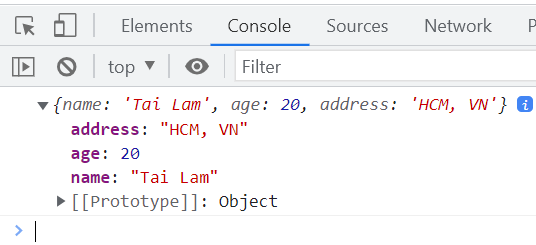 Elements Console Sources Network P
top ▼ Filter
▼{name: 'Tai Lam', age: 20, address: 'HCM, VN'} i
address: "HCM, VN"
age: 20
name: "Tai Lam"
▶[[Prototype]]: Object
>